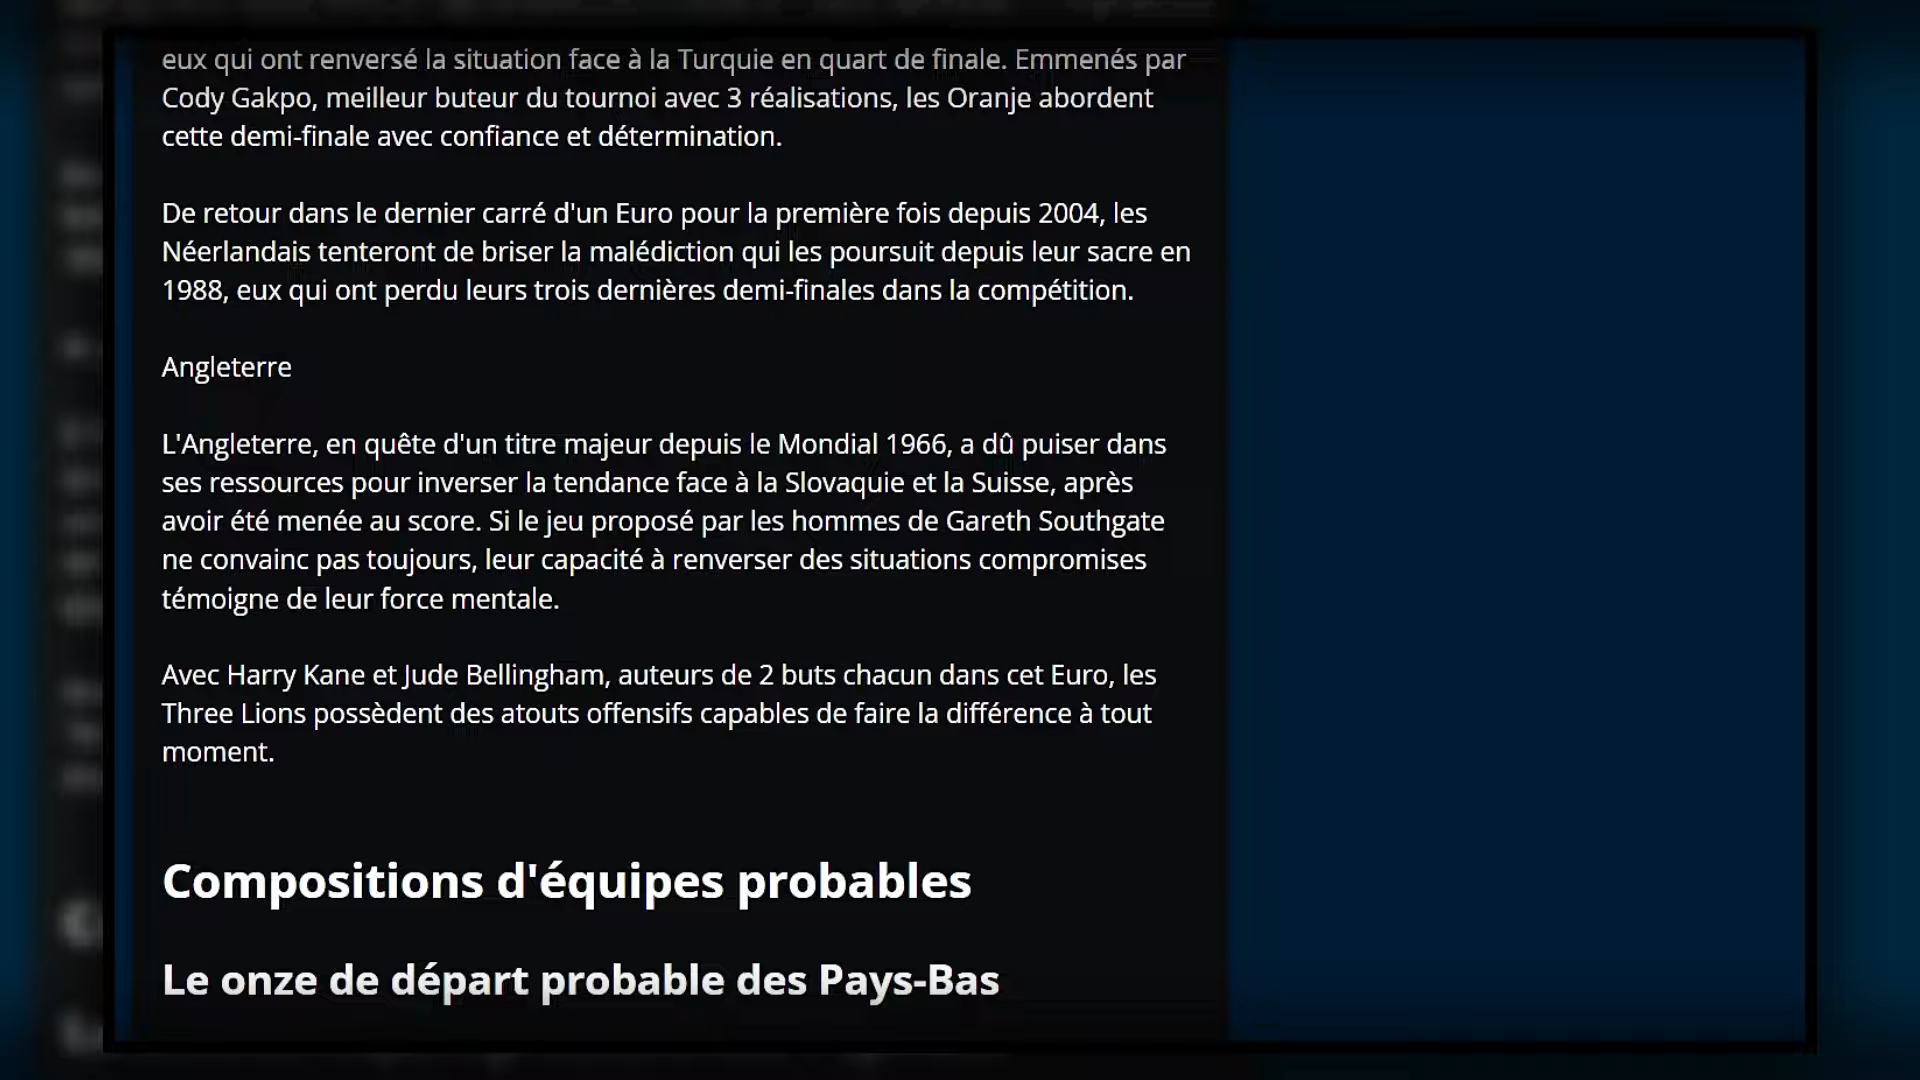 eux qui ont renversé la situation face à la Turquie en quart de finale. Emmenés par
Cody Gakpo, meilleur buteur du tournoi avec 3 réalisations, les Oranje abordent
cette demi-finale avec confiance et détermination.
De retour dans le dernier carré d'un Euro pour la première fois depuis 2004, les
Néerlandais tenteront de briser la malédiction qui les poursuit depuis leur sacre en
1988, eux qui ont perdu leurs trois dernières demi-finales dans la compétition.
Angleterre
L'Angleterre, en quête d'un titre majeur depuis le Mondial 1966, a dû puiser dans
ses ressources pour inverser la tendance face à la Slovaquie et la Suisse, après
avoir été menée au score. Si le jeu proposé par les hommes de Gareth Southgate
ne convainc pas toujours, leur capacité à renverser des situations compromises
témoigne de leur force mentale.
Avec Harry Kane et Jude Bellingham, auteurs de 2 buts chacun dans cet Euro, les
Three Lions possèdent des atouts offensifs capables de faire la différence à tout
moment.
Compositions d'équipes probables
Le onze de départ probable des Pays-Bas